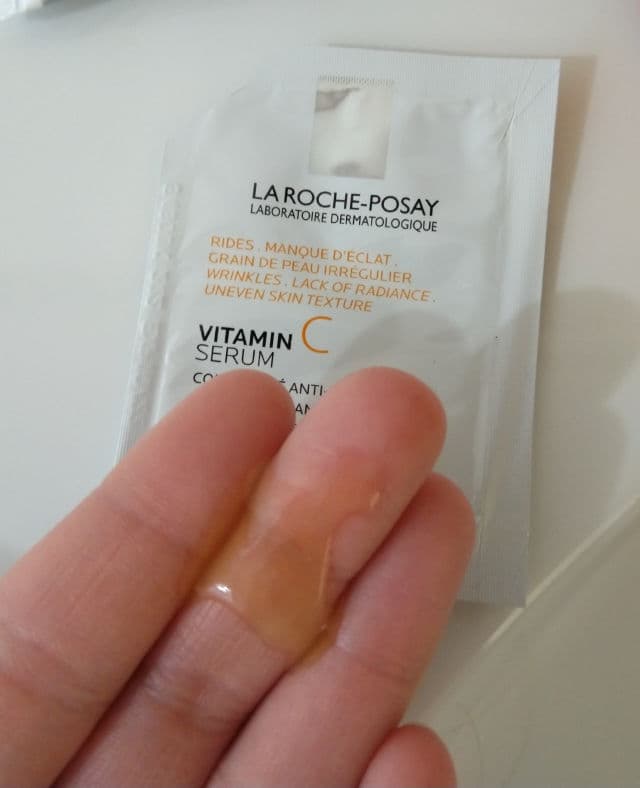 LA ROCHE-POSAY
LABORATOIRE DERMATOLOGIQUE
RIDES . MANQUE D'ÉCLAT .
GRAIN DE PEAU IRRÉGULIER
WRINKLES . LACK OF RADIANCE .
UNEVEN SKIN TEXTURE
VITAMIN C
SERUM
ANTI-